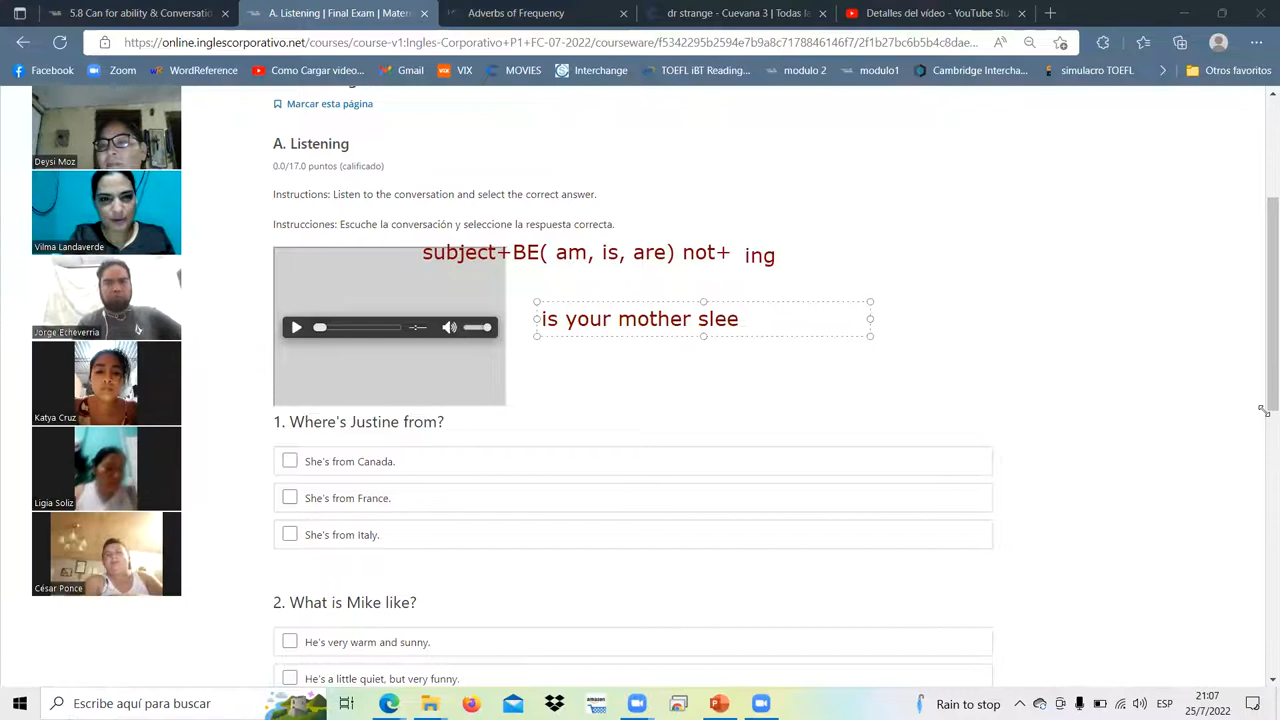 5.8 Can you for Conversation
A. Listening | Final Exam | Mater
Adverbs of Frequency
dr strange - Cuevana 3 | Todas l
Detalles del vídeo - YouTube Stu
https://online.inglescorporativo.net/courses/course-v1:Ingles-Corporativo+P1+FC-07-2022/courseware/f5342295b2594e7b9a8c7178846146f7/2f1b27bc6b5b4c8dae...
Facebook
Zoom
WordReference
Como Cargar video...
Gmail
VIX
MOVIES
Interchange
TOEFL iBT Reading...
modulo 2
modulo1
Cambridge Intercha...
simulacro TOEFL
Otros favoritos
Marcar esta página
A. Listening
0.0/17.0 puntos (calificado)
Instructions: Listen to the conversation and select the correct answer.
Instrucciones: Escuche la conversación y seleccione la respuesta correcta.
subject+BE( am, is, are) not+ ing
is your mother slee
1. Where's Justine from?
She's from Canada.
She's from France.
She's from Italy.
2. What is Mike like?
He's very warm and sunny.
He's a little quiet, but very funny.
Deysi Moz
Vilma Landaverde
Jorge Echeverria
Katya Cruz
Ligia Soliz
César Ponce
Escribe aquí para buscar
Rain to stop
ESP
21:07
25/7/2022